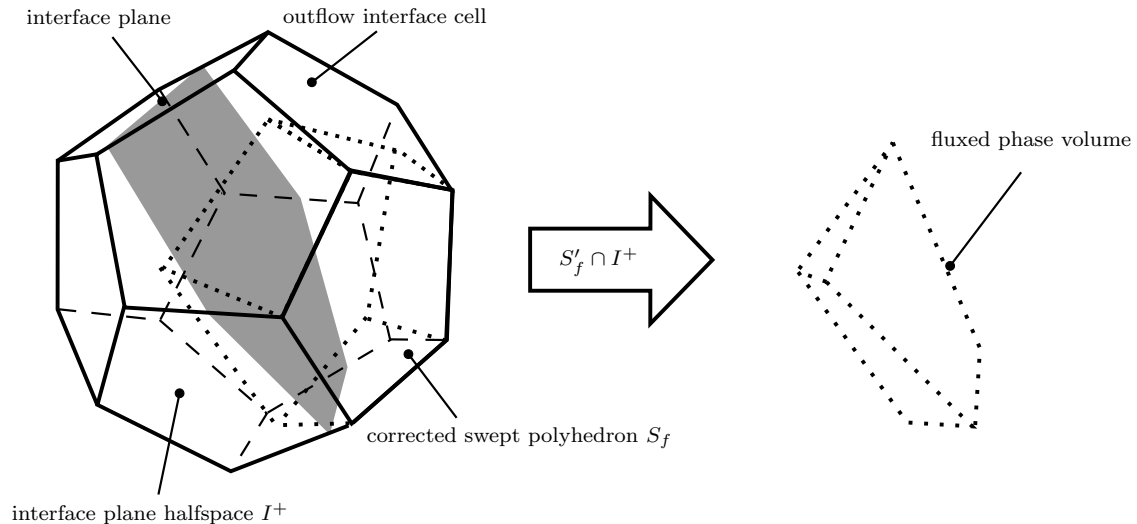 interface plane
outflow interface cell
fluxed phase volume
S′_f ∩ I⁺
corrected swept polyhedron S_f
interface plane halfspace I⁺